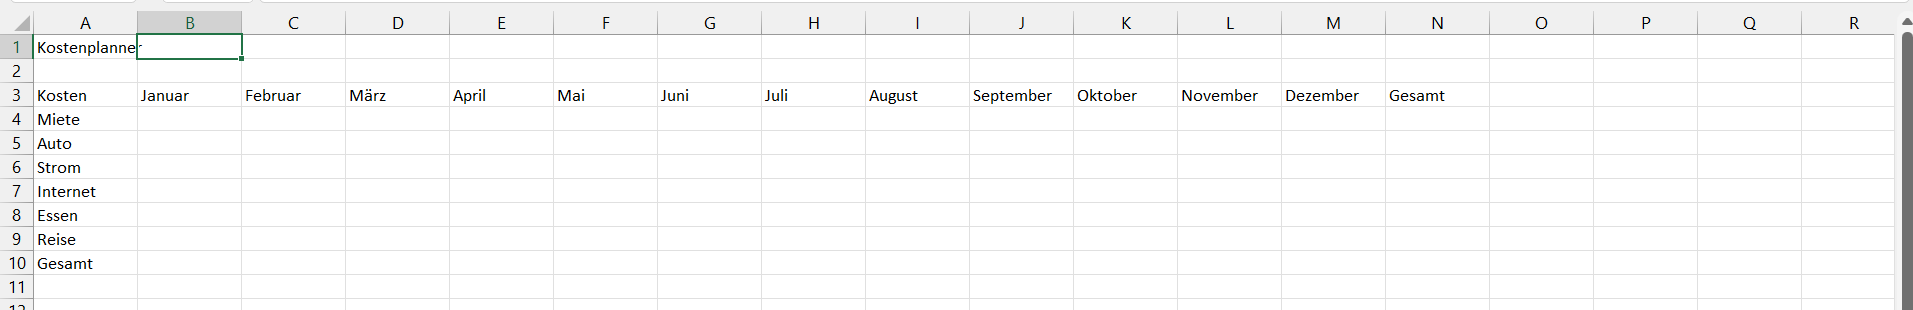 A B C D E F G H I J K L M N O P Q R
1 Kostenplanner
2
3 Kosten Januar Februar März April Mai Juni Juli August September Oktober November Dezember Gesamt
4 Miete
5 Auto
6 Strom
7 Internet
8 Essen
9 Reise
10 Gesamt
11